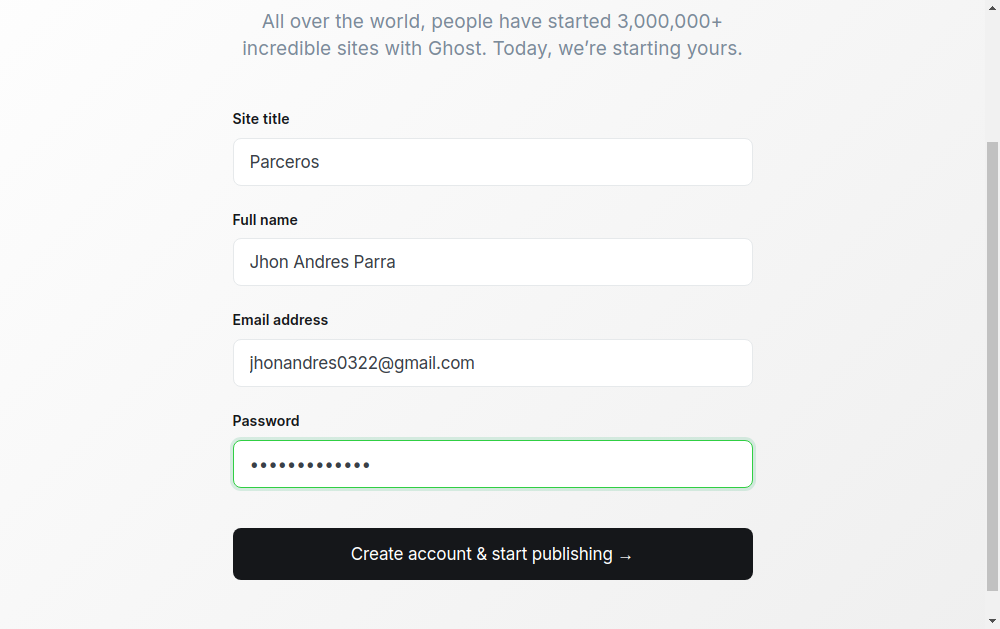 All over the world, people have started 3,000,000+
incredible sites with Ghost. Today, we’re starting yours.
Site title
Parceros
Full name
Jhon Andres Parra
Email address
jhonandres0322@gmail.com
Password
•••••••••••••
Create account & start publishing →